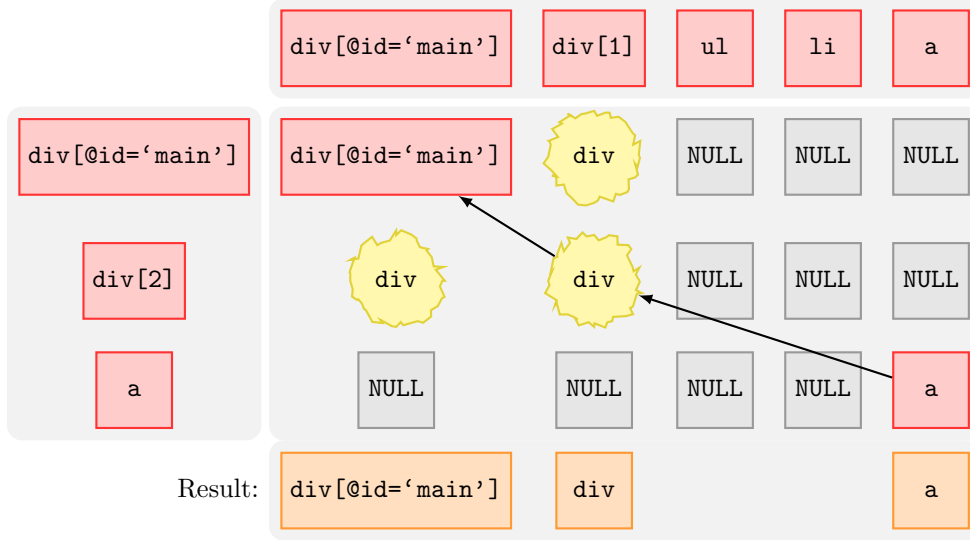 div[@id=‘main’] div[1] ul li a
div[@id=‘main’] div[@id=‘main’] div NULL NULL NULL
div[2] div div NULL NULL NULL
a NULL NULL NULL NULL a
Result: div[@id=‘main’] div a